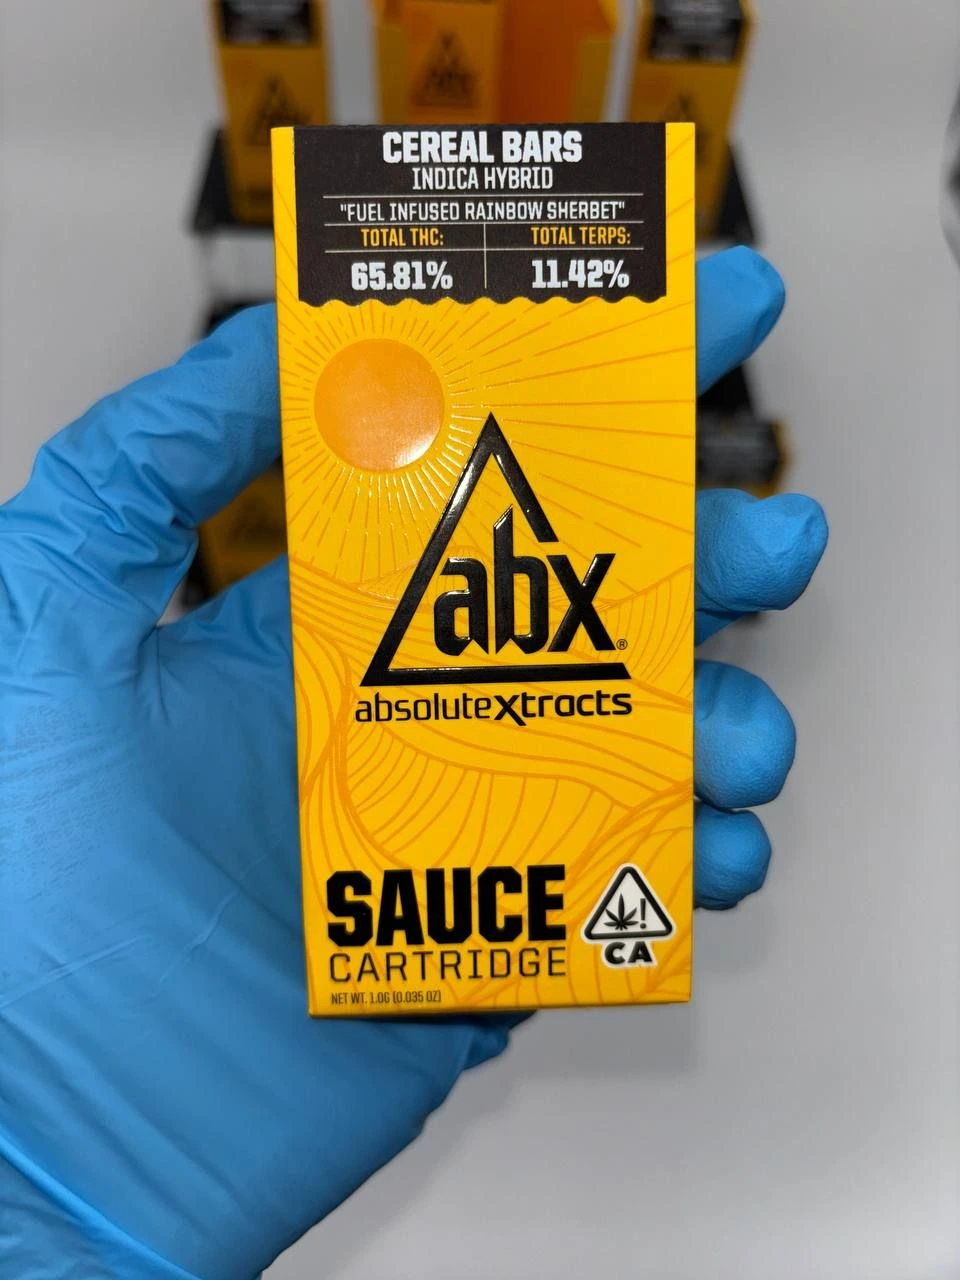 CEREAL BARS
INDICA HYBRID
"FUEL INFUSED RAINBOW SHERBET"
TOTAL THC: TOTAL TERPS:
65.81% 11.42%
abx®
absoluteXtracts
SAUCE
CARTRIDGE
CA
NET WT. 1.0G (0.035 OZ)
abx